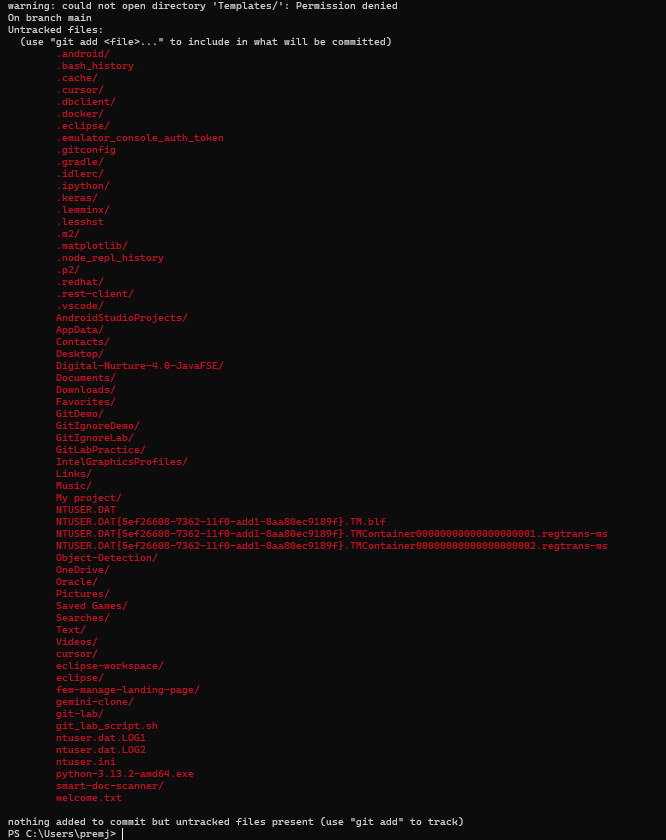 warning: could not open directory 'Templates/': Permission denied
On branch main
Untracked files:
  (use "git add <file>..." to include in what will be committed)
        .android/
        .bash_history
        .cache/
        .cursor/
        .dbclient/
        .docker/
        .eclipse/
        .emulator_console_auth_token
        .gitconfig
        .gradle/
        .idlerc/
        .ipython/
        .keras/
        .lemminx/
        .lesshst
        .m2/
        .matplotlib/
        .node_repl_history
        .p2/
        .redhat/
        .rest-client/
        .vscode/
        AndroidStudioProjects/
        AppData/
        Contacts/
        Desktop/
        Digital-Nurture-4.0-JavaFSE/
        Documents/
        Downloads/
        Favorites/
        GitDemo/
        GitIgnoreDemo/
        GitIgnoreLab/
        GitLabPractice/
        IntelGraphicsProfiles/
        Links/
        Music/
        My project/
        NTUSER.DAT
        NTUSER.DAT{5ef26608-7362-11f0-add1-8aa80ec9189f}.TM.blf
        NTUSER.DAT{5ef26608-7362-11f0-add1-8aa80ec9189f}.TMContainer00000000000000000001.regtrans-ms
        NTUSER.DAT{5ef26608-7362-11f0-add1-8aa80ec9189f}.TMContainer00000000000000000002.regtrans-ms
        Object-Detection/
        OneDrive/
        Oracle/
        Pictures/
        Saved Games/
        Searches/
        Text/
        Videos/
        cursor/
        eclipse-workspace/
        eclipse/
        fem-manage-landing-page/
        gemini-clone/
        git-lab/
        git_lab_script.sh
        ntuser.dat.LOG1
        ntuser.dat.LOG2
        ntuser.ini
        python-3.13.2-amd64.exe
        smart-doc-scanner/
        welcome.txt

nothing added to commit but untracked files present (use "git add" to track)
PS C:\Users\premj>